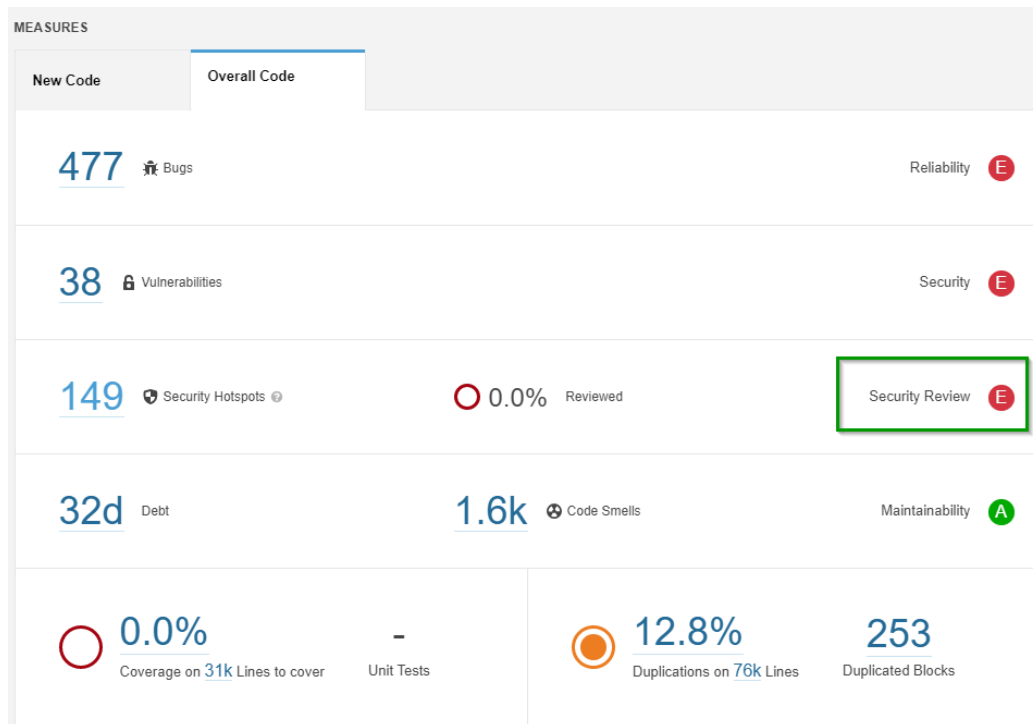 MEASURES
New Code
Overall Code
477 Bugs
Reliability E
38 Vulnerabilities
Security E
149 Security Hotspots ?
0.0% Reviewed
Security Review E
32d Debt
1.6k Code Smells
Maintainability A
0.0%
Coverage on 31k Lines to cover
-
Unit Tests
12.8%
Duplications on 76k Lines
253
Duplicated Blocks